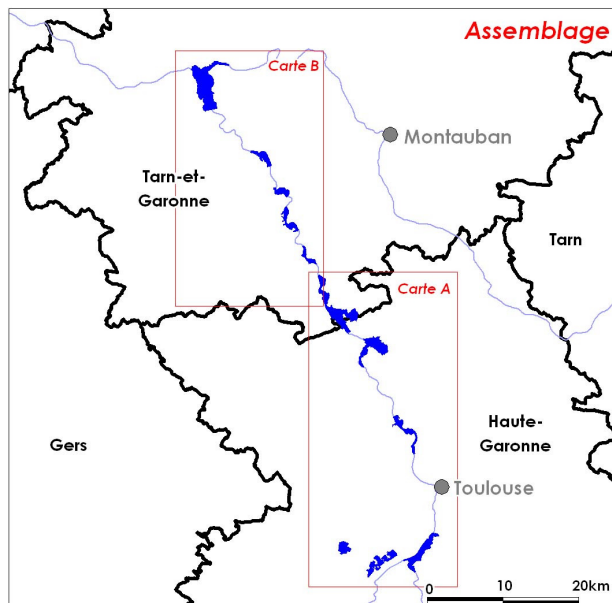 Assemblage
Carte B
Montauban
Tarn-et-
Garonne
Tarn
Carte A
Haute-
Garonne
Gers
Toulouse
0 10 20km